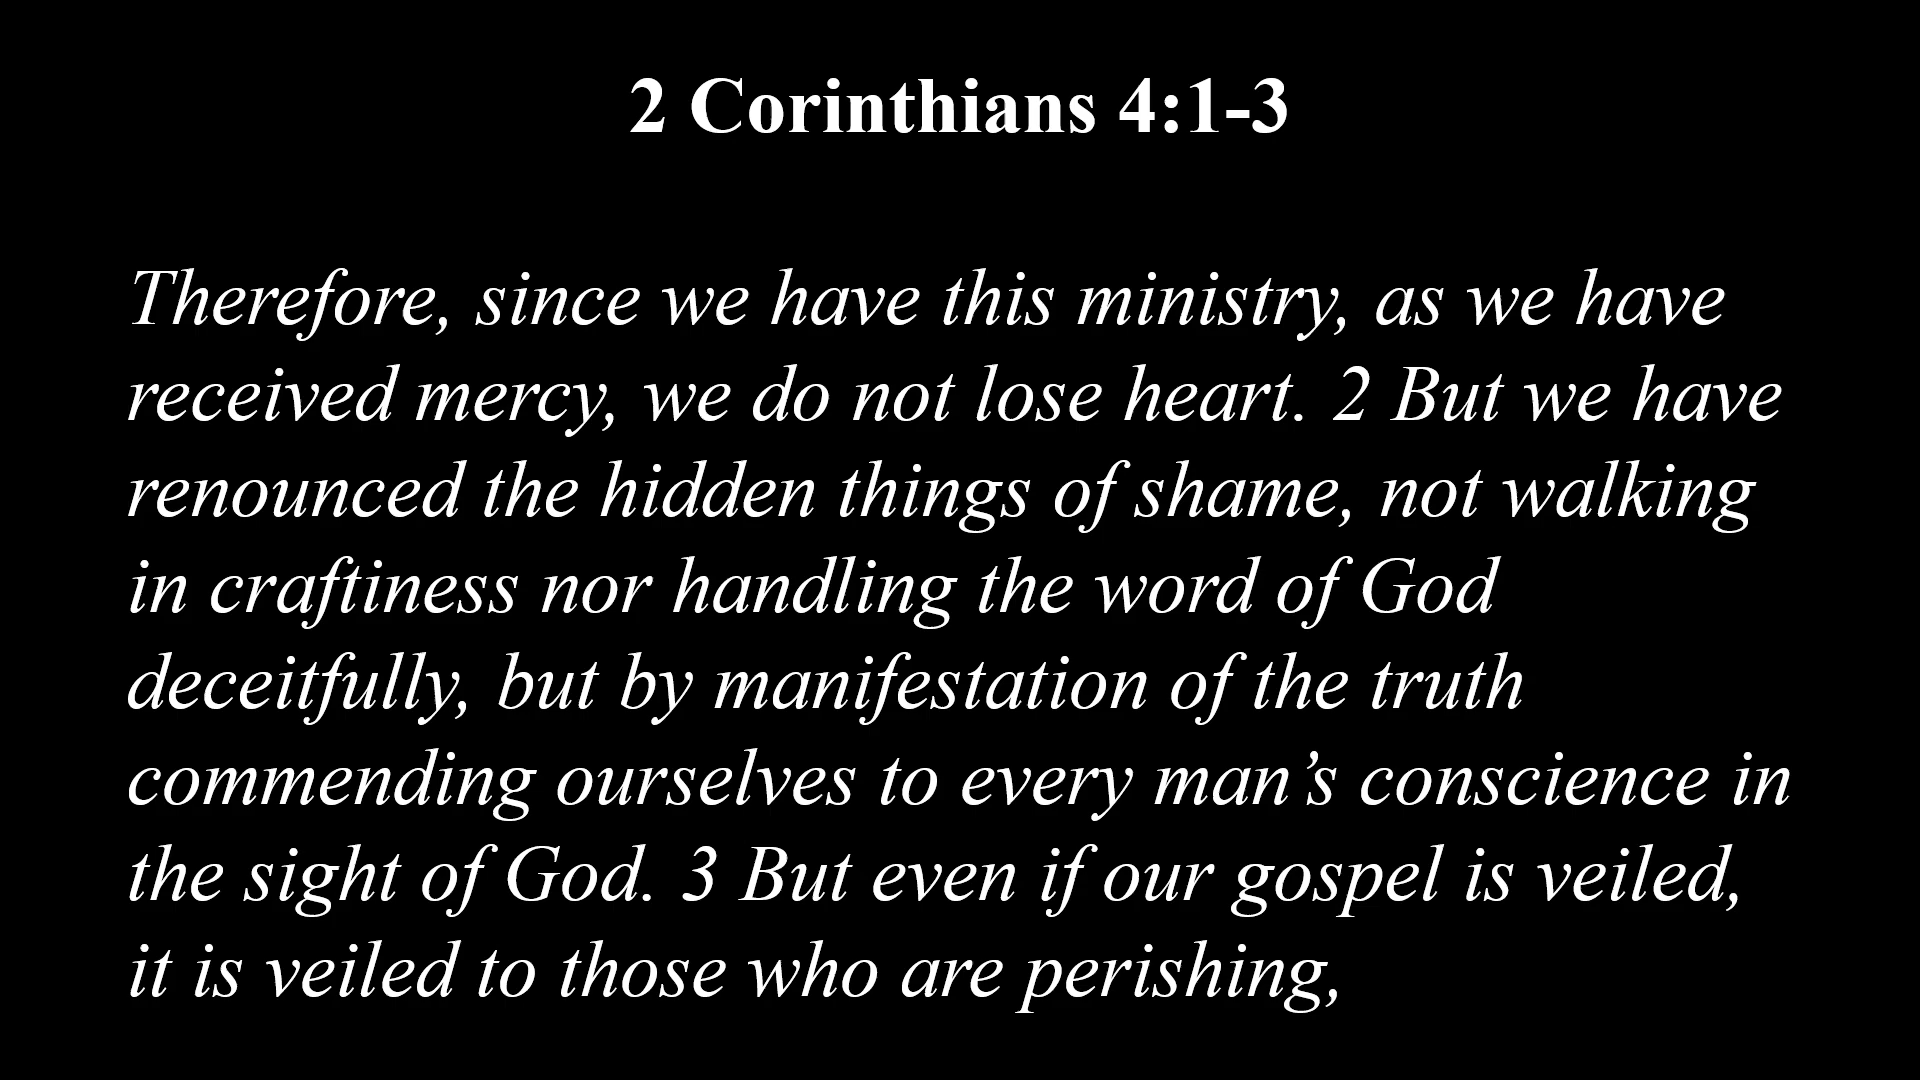 2 Corinthians 4:1-3
Therefore, since we have this ministry, as we have
received mercy, we do not lose heart. 2 But we have
renounced the hidden things of shame, not walking
in craftiness nor handling the word of God
deceitfully, but by manifestation of the truth
commending ourselves to every man’s conscience in
the sight of God. 3 But even if our gospel is veiled,
it is veiled to those who are perishing,